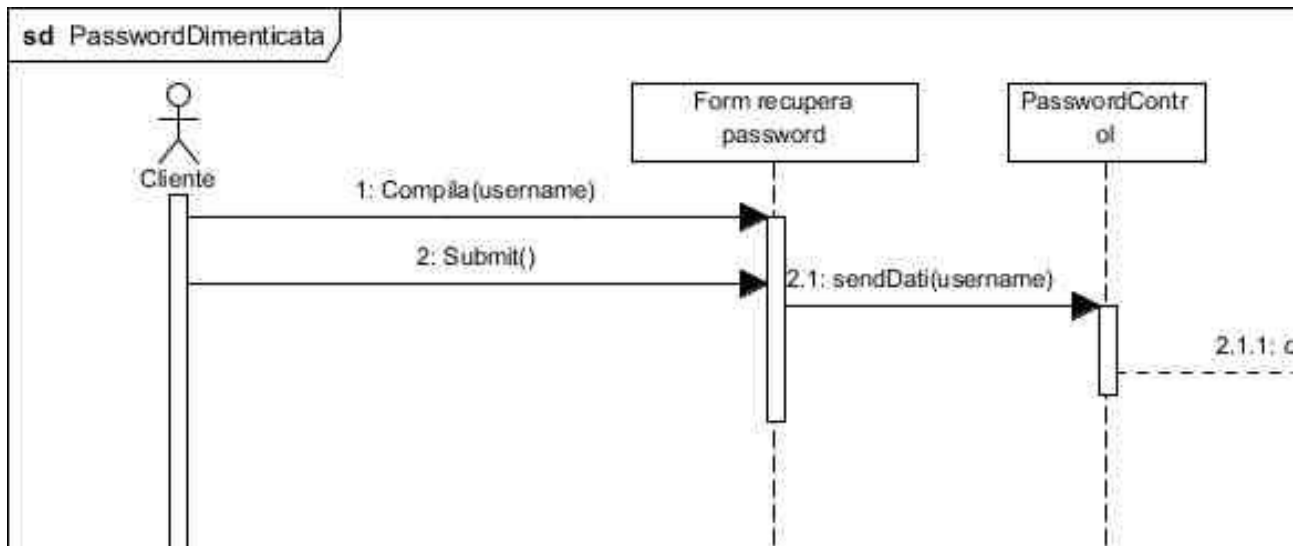 sd PasswordDimenticata
Form recupera
password
PasswordContr
ol
Cliente
1: Compila(username)
2: Submit()
2.1: sendDati(username)
2.1.1: